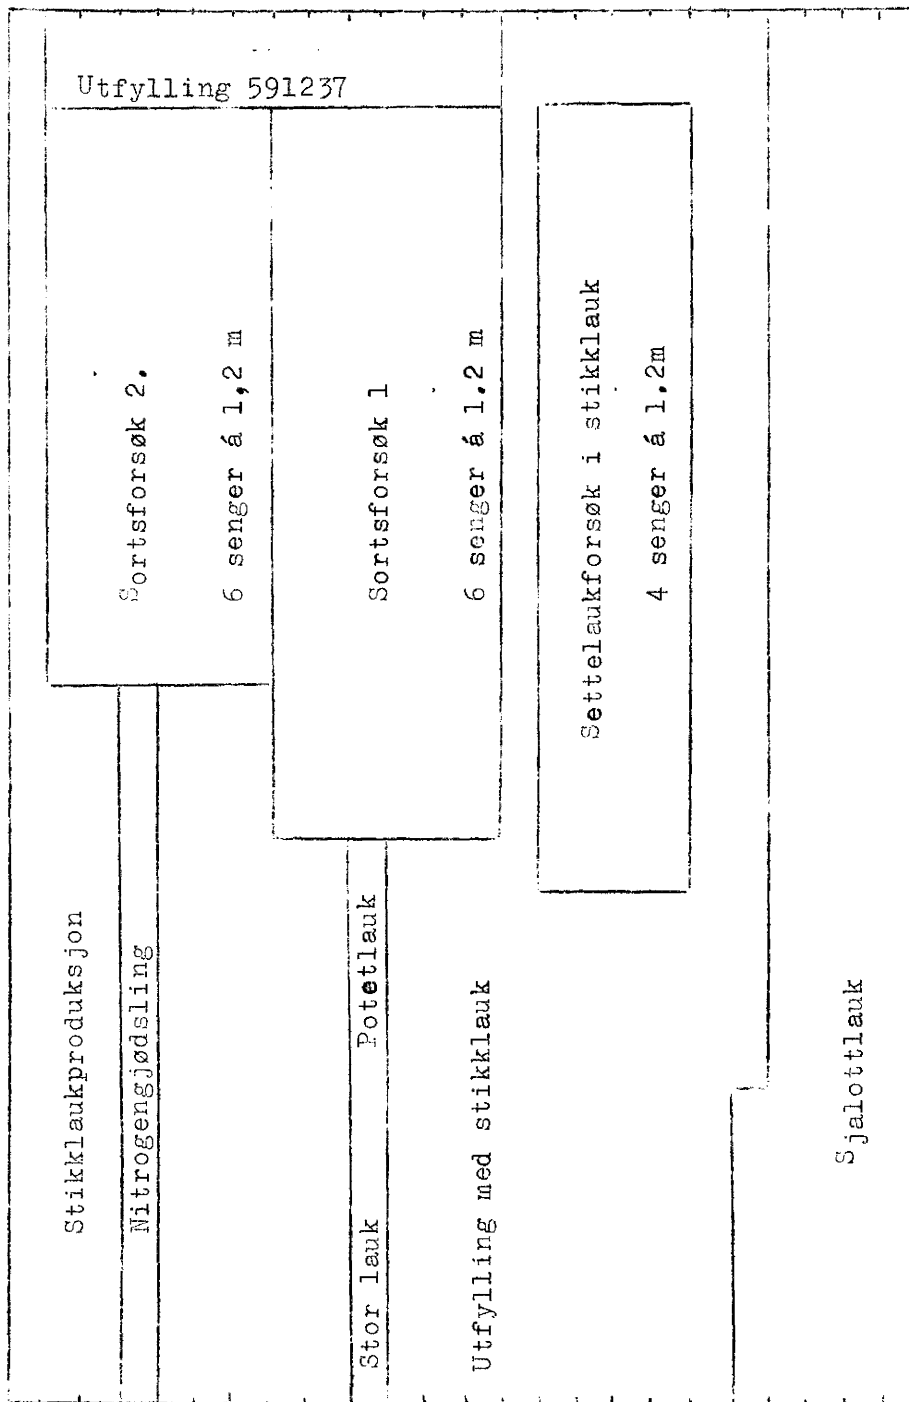 Utfylling 591237
Sortsforsøk 2.
6 senger á 1,2 m
Sortsforsøk 1
6 senger á 1.2 m
Settelaukforsøk i stikklauk
4 senger á 1.2m
Stikklaukproduksjon
Nitrogengjødsling
Stor lauk Potetlauk
Utfylling med stikklauk
Sjalottlauk